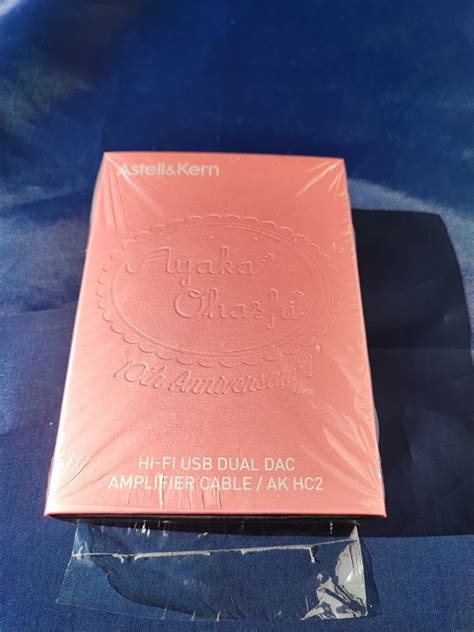 Astell&Kern
Ayaka
Ohashi
10th Anniversary!
HI-FI USB DUAL DAC
AMPLIFIER CABLE / AK HC2